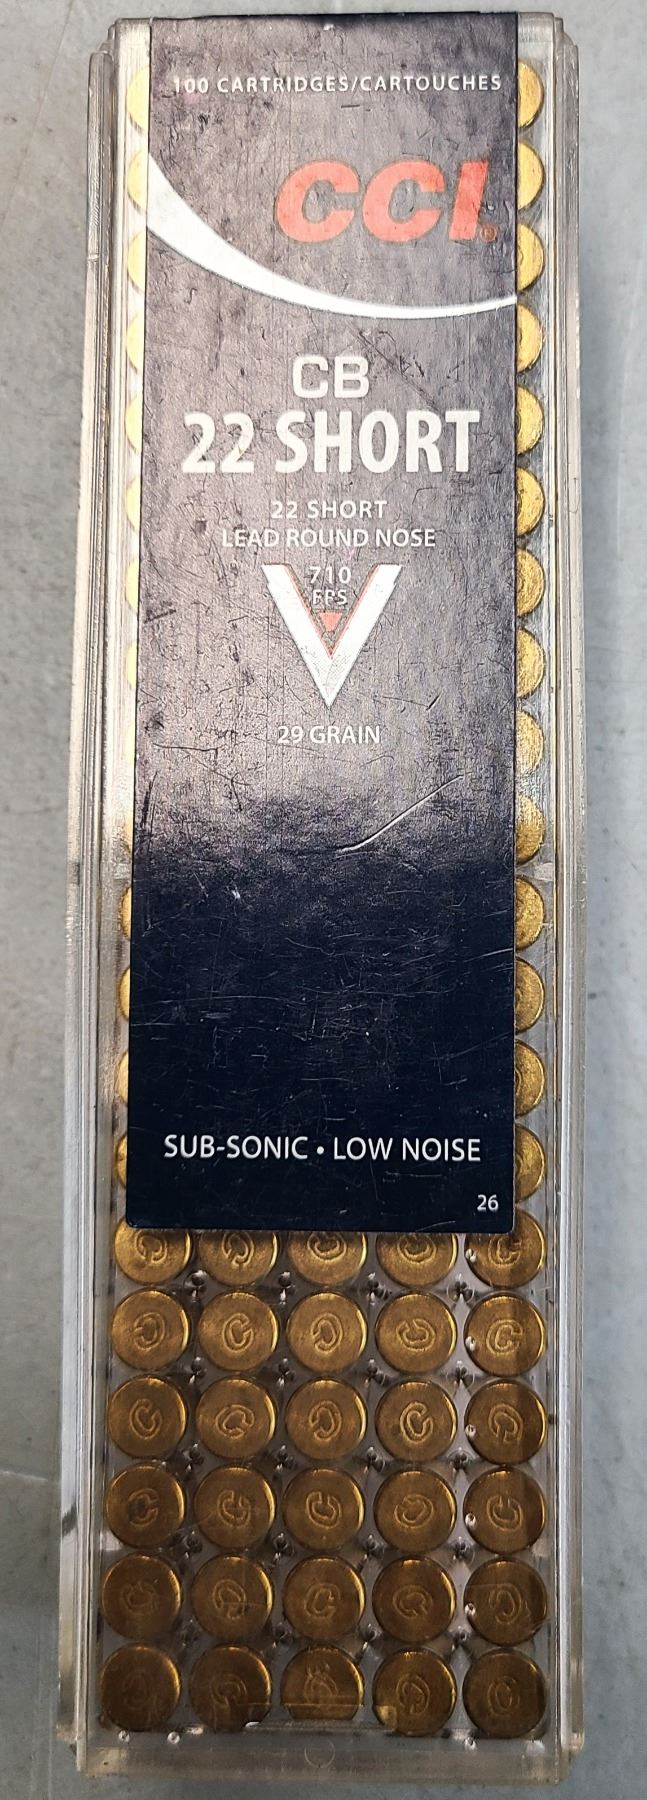 100 CARTRIDGES/CARTOUCHES
CCI®
CB
22 SHORT
22 SHORT
LEAD ROUND NOSE
710
FPS
29 GRAIN
SUB-SONIC • LOW NOISE
26
C C C C C
C C C C C
C C C C C
C C C C C
C C C C C
C C C C